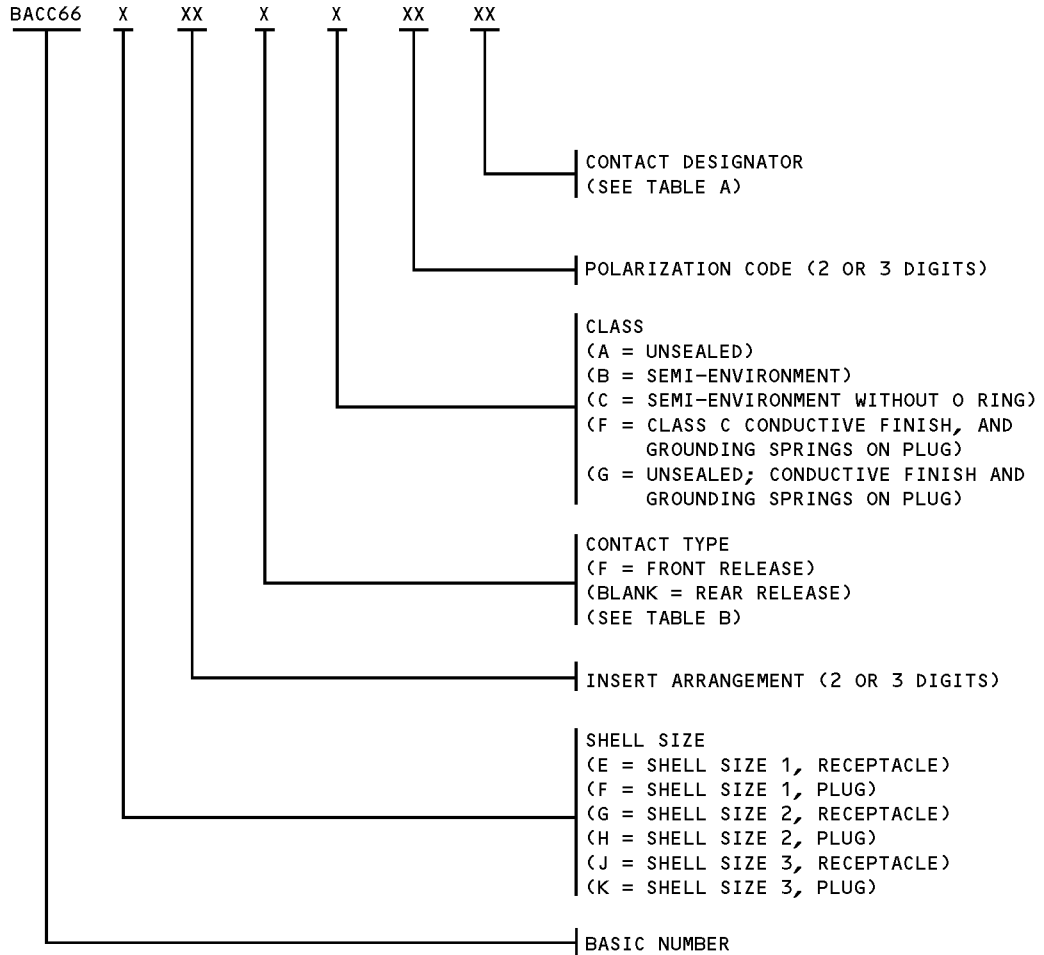 BACC66 X XX X X XX XX
CONTACT DESIGNATOR
(SEE TABLE A)
POLARIZATION CODE (2 OR 3 DIGITS)
CLASS
(A = UNSEALED)
(B = SEMI-ENVIRONMENT)
(C = SEMI-ENVIRONMENT WITHOUT O RING)
(F = CLASS C CONDUCTIVE FINISH, AND
GROUNDING SPRINGS ON PLUG)
(G = UNSEALED; CONDUCTIVE FINISH AND
GROUNDING SPRINGS ON PLUG)
CONTACT TYPE
(F = FRONT RELEASE)
(BLANK = REAR RELEASE)
(SEE TABLE B)
INSERT ARRANGEMENT (2 OR 3 DIGITS)
SHELL SIZE
(E = SHELL SIZE 1, RECEPTACLE)
(F = SHELL SIZE 1, PLUG)
(G = SHELL SIZE 2, RECEPTACLE)
(H = SHELL SIZE 2, PLUG)
(J = SHELL SIZE 3, RECEPTACLE)
(K = SHELL SIZE 3, PLUG)
BASIC NUMBER